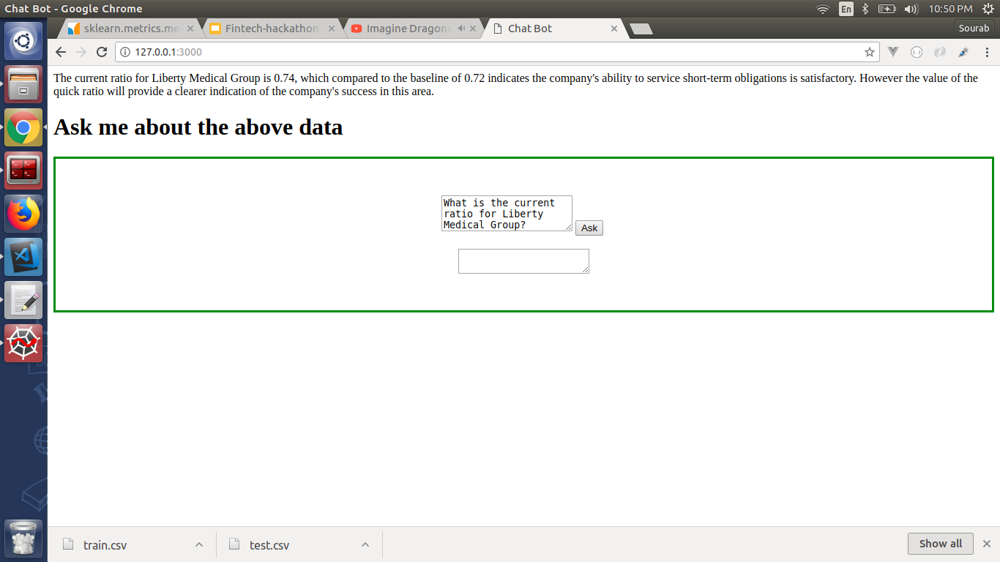 Chat Bot - Google Chrome
En
10:50 PM
sklearn.metrics.me
Fintech-hackathon
Imagine Dragons
Chat Bot
Sourab
127.0.0.1:3000
The current ratio for Liberty Medical Group is 0.74, which compared to the baseline of 0.72 indicates the company's ability to service short-term obligations is satisfactory. However the value of the
quick ratio will provide a clearer indication of the company's success in this area.
Ask me about the above data
What is the current
ratio for Liberty
Medical Group?
Ask
train.csv
test.csv
Show all